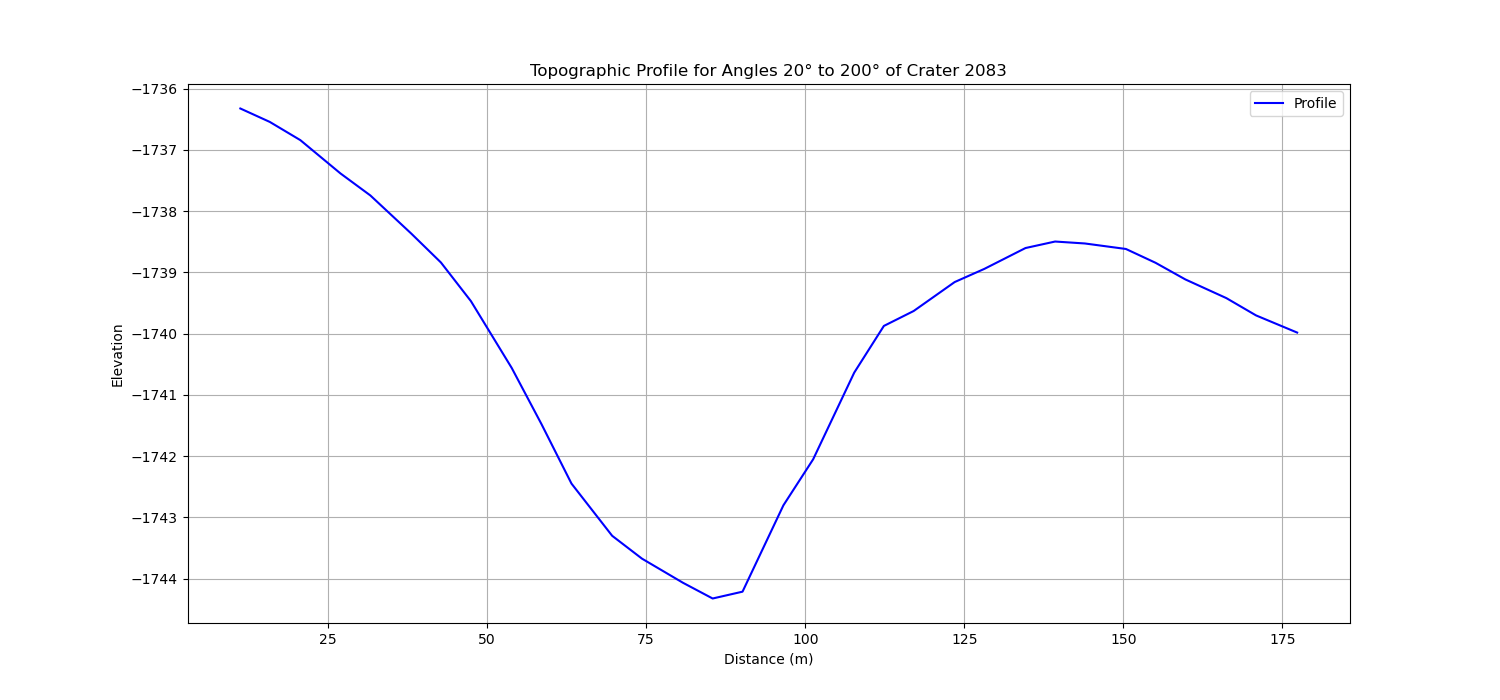 Topographic Profile for Angles 20° to 200° of Crater 2083
Profile
−1736
−1737
−1738
−1739
−1740
−1741
−1742
−1743
−1744
Elevation
25 50 75 100 125 150 175
Distance (m)